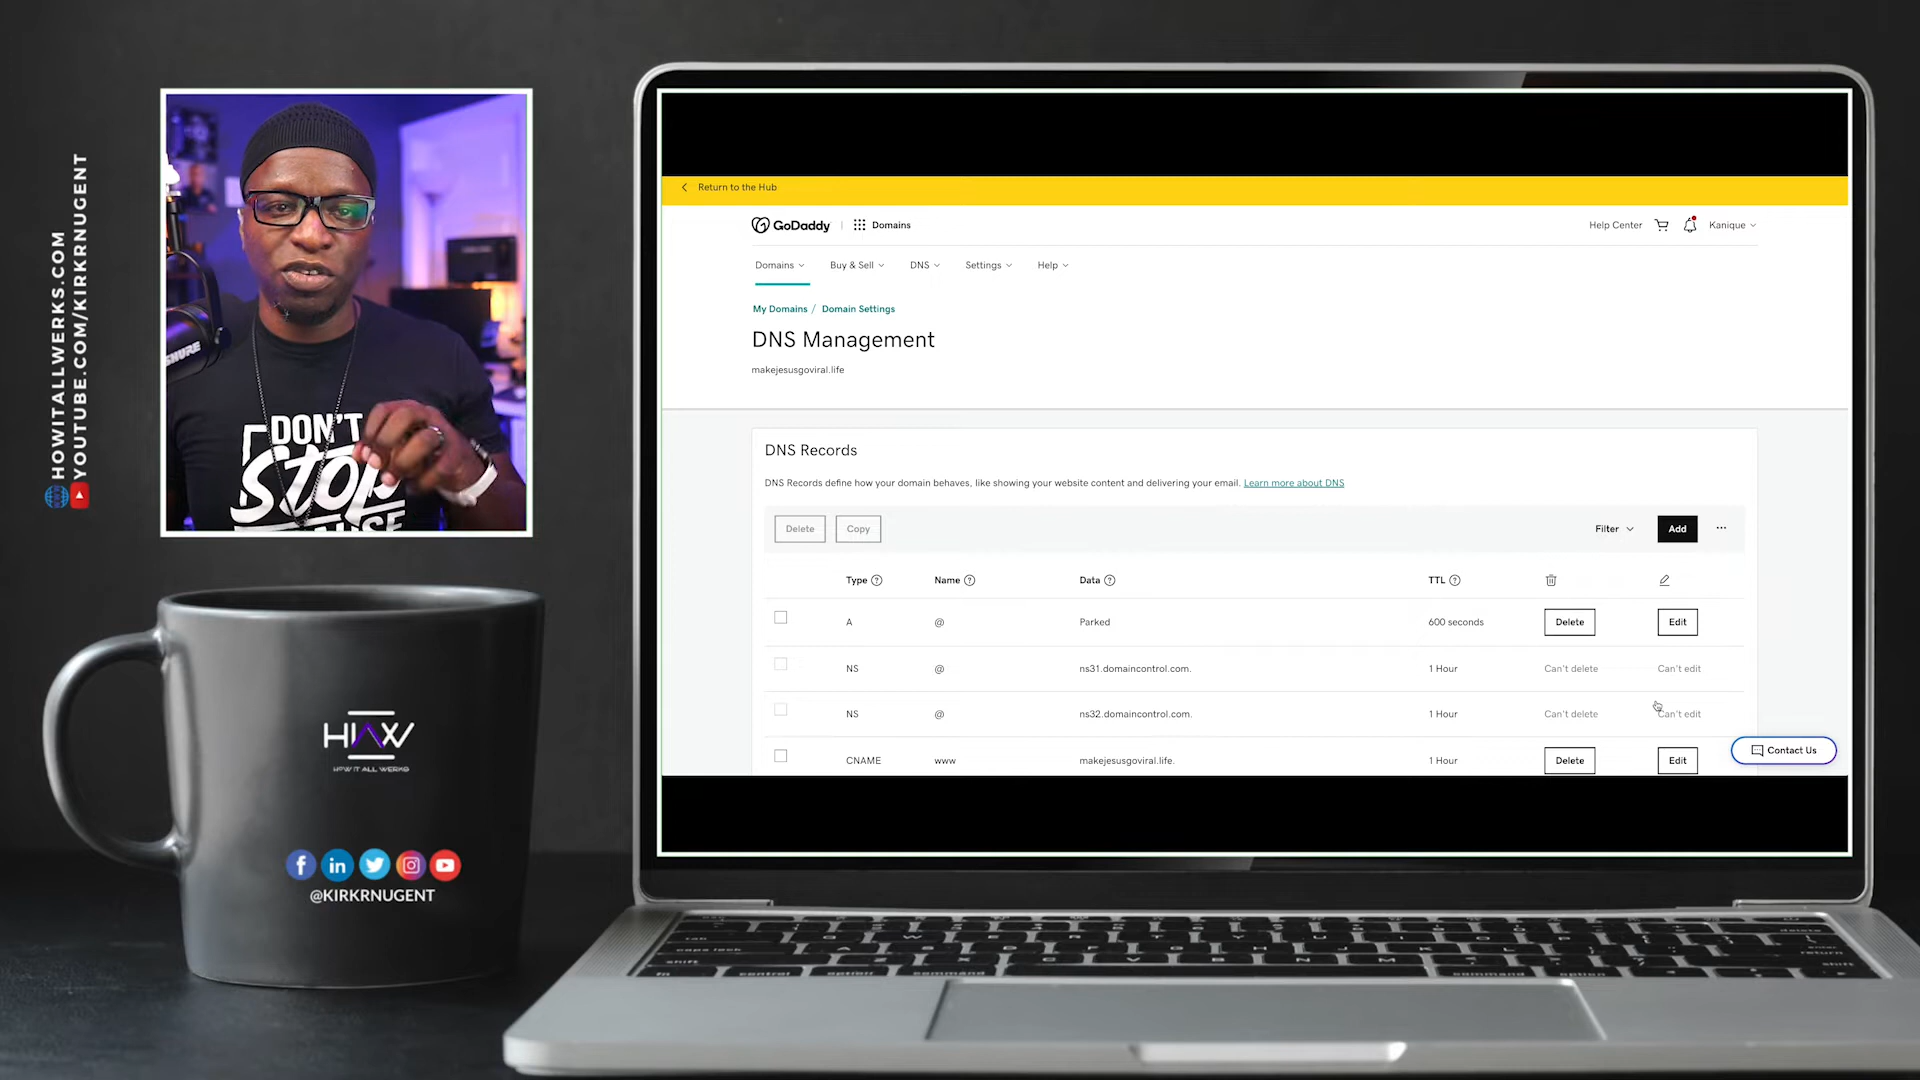 HOWITALLWERKS.COM
YOUTUBE.COM/KIRKRNUGENT
SHURE
DON'T
STOP
HIAW
HOW IT ALL WERKS
@KIRKRNUGENT
Return to the Hub
GoDaddy
Domains
Help Center
Kanique
Domains
Buy & Sell
DNS
Settings
Help
My Domains / Domain Settings
DNS Management
makejesusgoviral.life
DNS Records
DNS Records define how your domain behaves, like showing your website content and delivering your email. Learn more about DNS
Delete Copy Filter Add ...
Type Name Data TTL
A @ Parked 600 seconds Delete Edit
NS @ ns31.domaincontrol.com. 1 Hour Can't delete Can't edit
NS @ ns32.domaincontrol.com. 1 Hour Can't delete Can't edit
Contact Us
CNAME www makejesusgoviral.life. 1 Hour Delete Edit